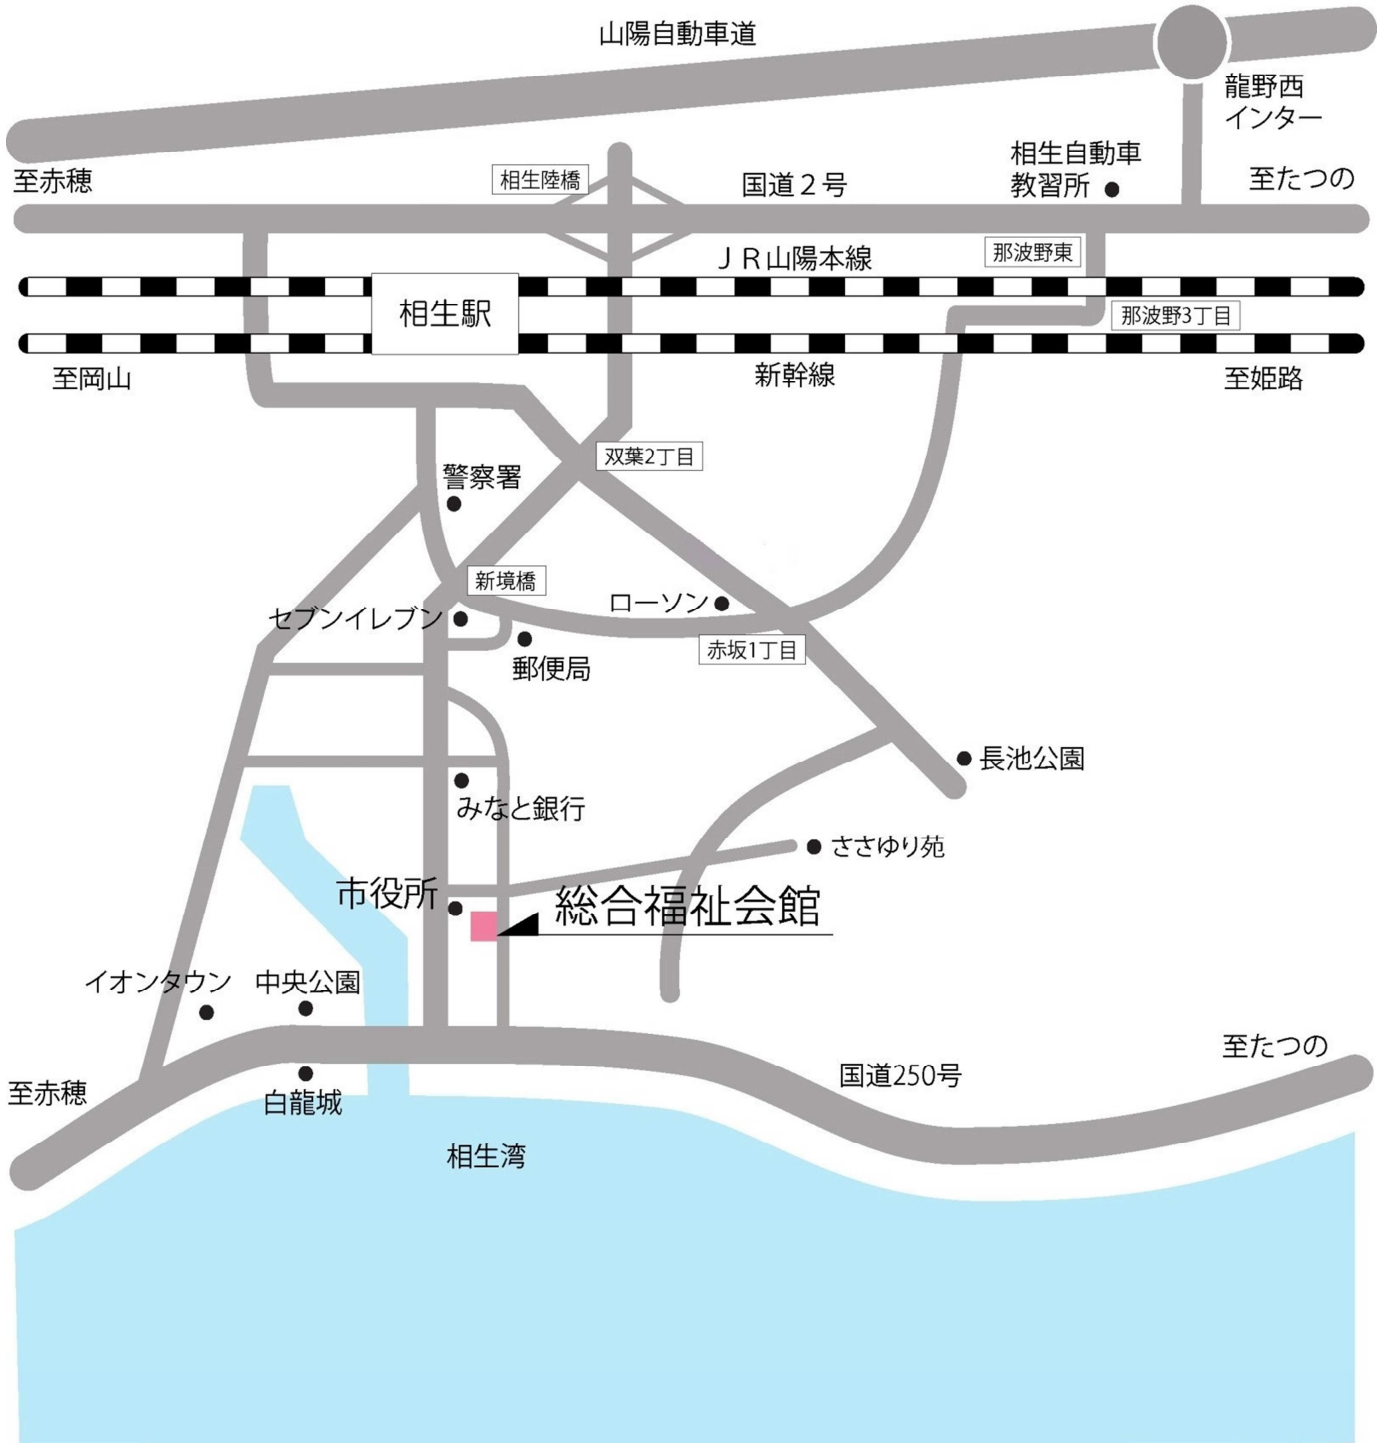 山陽自動車道
龍野西
インター
相生自動車
教習所
至赤穂
相生陸橋
国道２号
至たつの
那波野東
ＪＲ山陽本線
相生駅
那波野3丁目
至岡山
新幹線
至姫路
双葉2丁目
警察署
新境橋
セブンイレブン
ローソン
赤坂1丁目
郵便局
長池公園
みなと銀行
ささゆり苑
市役所
総合福祉会館
イオンタウン
中央公園
至たつの
国道250号
至赤穂
白龍城
相生湾